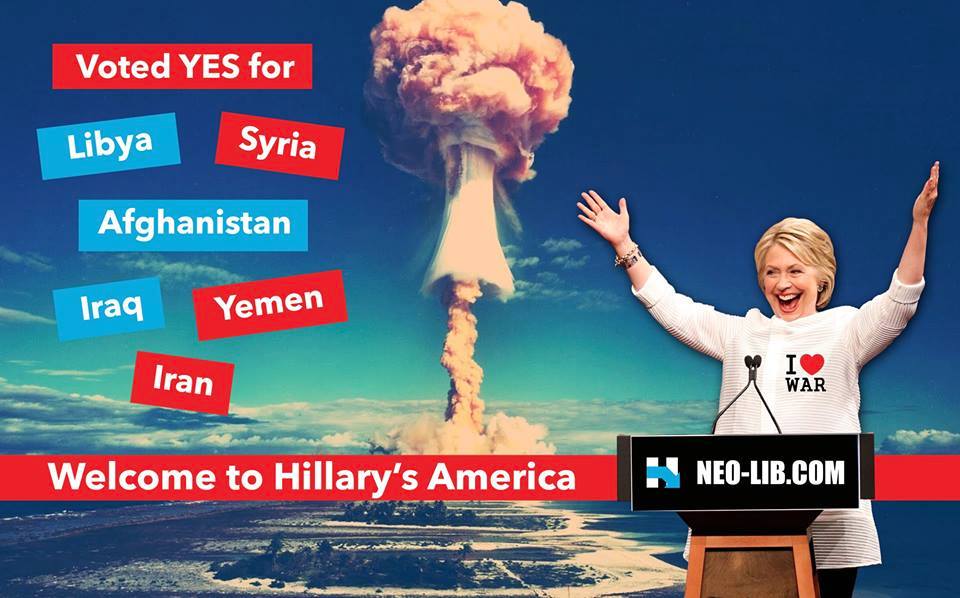 Voted YES for
Libya
Syria
Afghanistan
Iraq
Yemen
Iran
I ❤ WAR
Welcome to Hillary's America
H NEO-LIB.COM